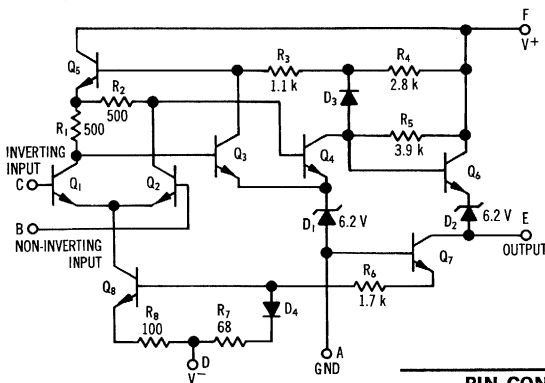 F
V+
Q5
R2
500
R3
1.1 k
R4
2.8 k
D3
R1
500
R5
3.9 k
INVERTING
INPUT
C
Q1
Q2
Q3
Q4
Q6
B
NON-INVERTING
INPUT
D1
6.2 V
D2
6.2 V
E
OUTPUT
Q7
Q8
R6
1.7 k
R8
100
R7
68
D4
D
V−
A
GND